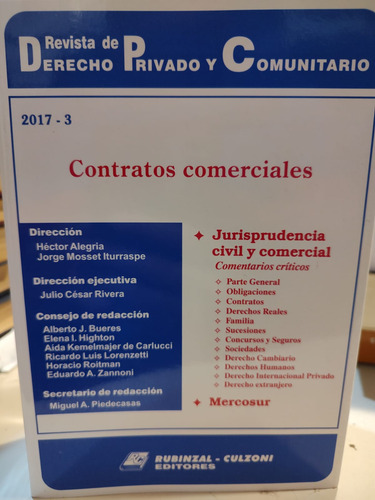 Revista de
DERECHO PRIVADO Y COMUNITARIO
2017 - 3
Contratos comerciales
Dirección
Héctor Alegria
Jorge Mosset Iturraspe
Dirección ejecutiva
Julio César Rivera
Consejo de redacción
Alberto J. Bueres
Elena I. Highton
Aida Kemelmajer de Carlucci
Ricardo Luis Lorenzetti
Horacio Roitman
Eduardo A. Zannoni
Secretario de redacción
Miguel A. Piedecasas
Jurisprudencia
civil y comercial
Comentarios críticos
Parte General
Obligaciones
Contratos
Derechos Reales
Familia
Sucesiones
Concursos y Seguros
Sociedades
Derecho Cambiario
Derechos Humanos
Derecho Internacional Privado
Derecho extranjero
Mercosur
RUBINZAL - CULZONI
EDITORES